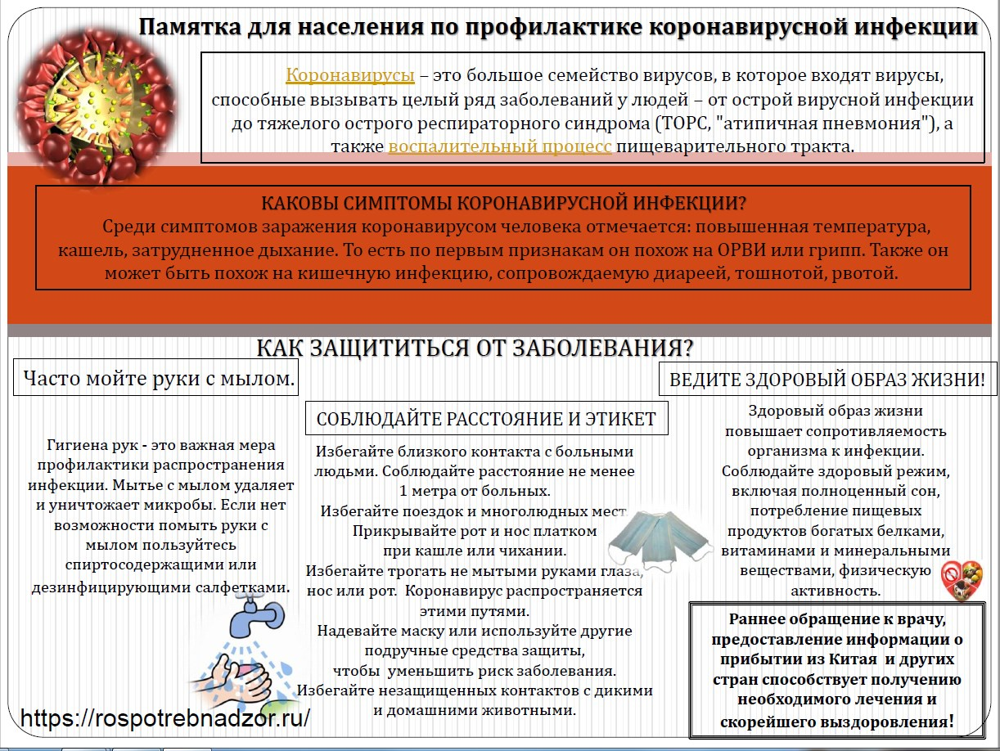 Памятка для населения по профилактике коронавирусной инфекции
Коронавирусы – это большое семейство вирусов, в которое входят вирусы,
способные вызывать целый ряд заболеваний у людей – от острой вирусной инфекции
до тяжелого острого респираторного синдрома (ТОРС, "атипичная пневмония"), а
также воспалительный процесс пищеварительного тракта.
КАКОВЫ СИМПТОМЫ КОРОНАВИРУСНОЙ ИНФЕКЦИИ?
Среди симптомов заражения коронавирусом человека отмечается: повышенная температура,
кашель, затрудненное дыхание. То есть по первым признакам он похож на ОРВИ или грипп. Также он
может быть похож на кишечную инфекцию, сопровождаемую диареей, тошнотой, рвотой.
КАК ЗАЩИТИТЬСЯ ОТ ЗАБОЛЕВАНИЯ?
Часто мойте руки с мылом.
Гигиена рук - это важная мера
профилактики распространения
инфекции. Мытье с мылом удаляет
и уничтожает микробы. Если нет
возможности помыть руки с
мылом пользуйтесь
спиртосодержащими или
дезинфицирующими салфетками.
СОБЛЮДАЙТЕ РАССТОЯНИЕ И ЭТИКЕТ
Избегайте близкого контакта с больными
людьми. Соблюдайте расстояние не менее
1 метра от больных.
Избегайте поездок и многолюдных мест.
Прикрывайте рот и нос платком
при кашле или чихании.
Избегайте трогать не мытыми руками глаза,
нос или рот. Коронавирус распространяется
этими путями.
Надевайте маску или используйте другие
подручные средства защиты,
чтобы уменьшить риск заболевания.
Избегайте незащищенных контактов с дикими
и домашними животными.
ВЕДИТЕ ЗДОРОВЫЙ ОБРАЗ ЖИЗНИ!
Здоровый образ жизни
повышает сопротивляемость
организма к инфекции.
Соблюдайте здоровый режим,
включая полноценный сон,
потребление пищевых
продуктов богатых белками,
витаминами и минеральными
веществами, физическую
активность.
Раннее обращение к врачу,
предоставление информации о
прибытии из Китая и других
стран способствует получению
необходимого лечения и
скорейшего выздоровления!
https://rospotrebnadzor.ru/